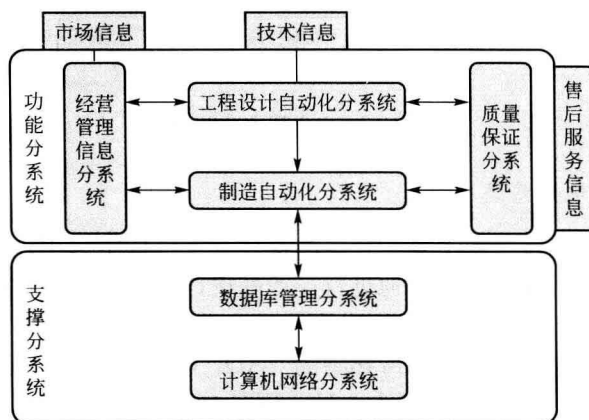 市场信息
技术信息
功能分系统
经营
管理
信息
分系
统
工程设计自动化分系统
制造自动化分系统
质量
保证
分系
统
售后服务信息
支撑分系统
数据库管理分系统
计算机网络分系统